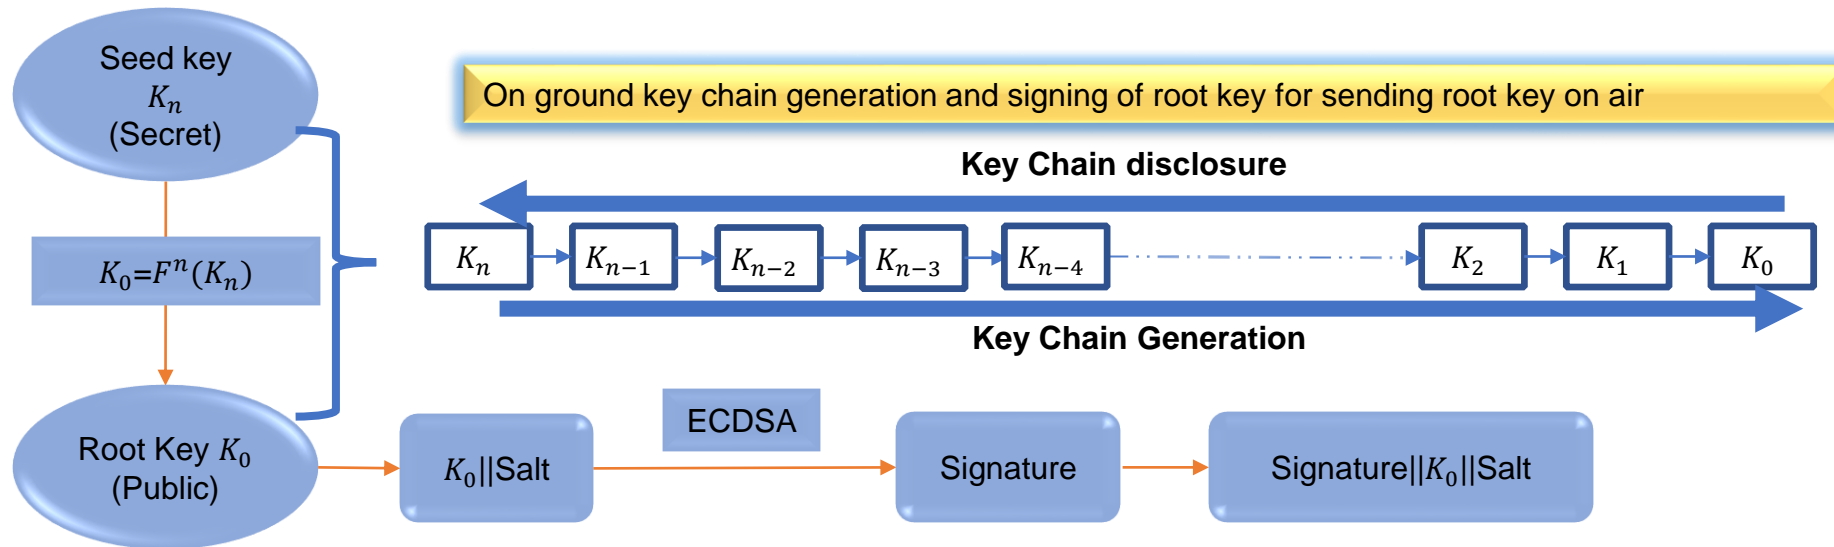 Seed key
Kₙ
(Secret)
On ground key chain generation and signing of root key for sending root key on air
Key Chain disclosure
K₀=Fⁿ(Kₙ)
Kₙ Kₙ₋₁ Kₙ₋₂ Kₙ₋₃ Kₙ₋₄ K₂ K₁ K₀
Key Chain Generation
Root Key K₀
(Public)
K₀||Salt
ECDSA
Signature
Signature||K₀||Salt